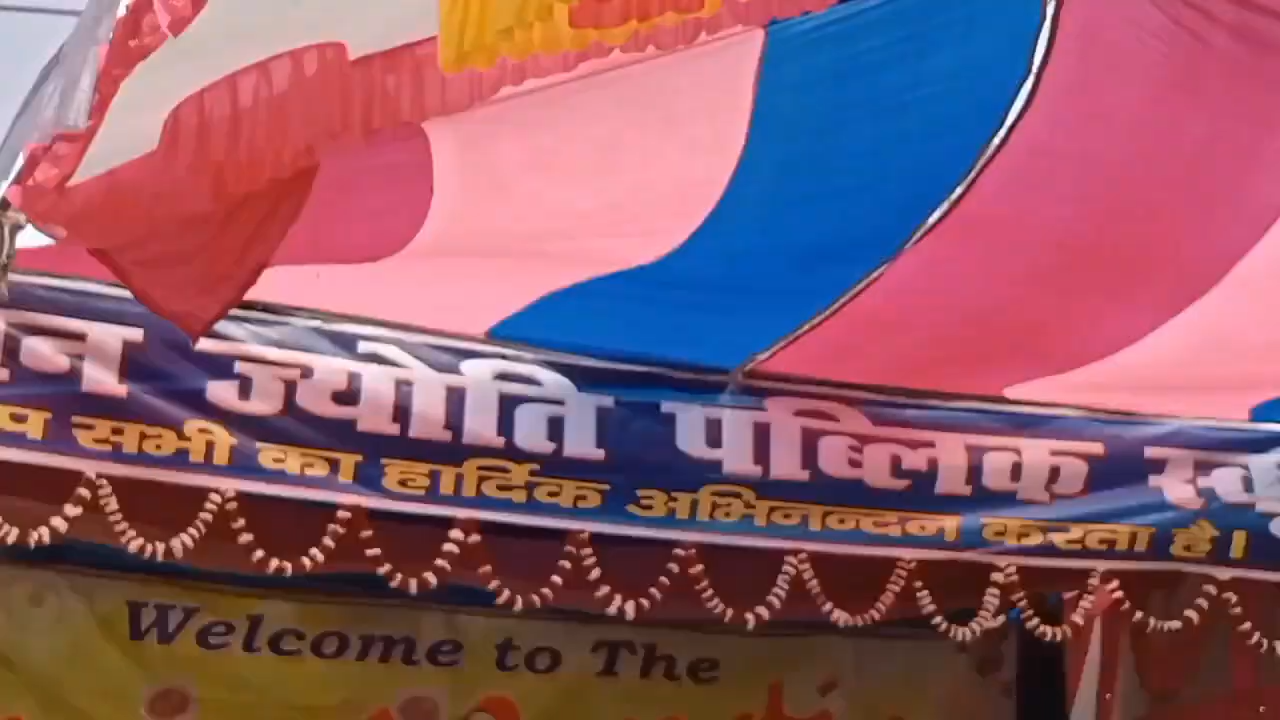 ज्योति पब्लिक
सभी का हार्दिक अभिनन्दन करता है।
Welcome to The